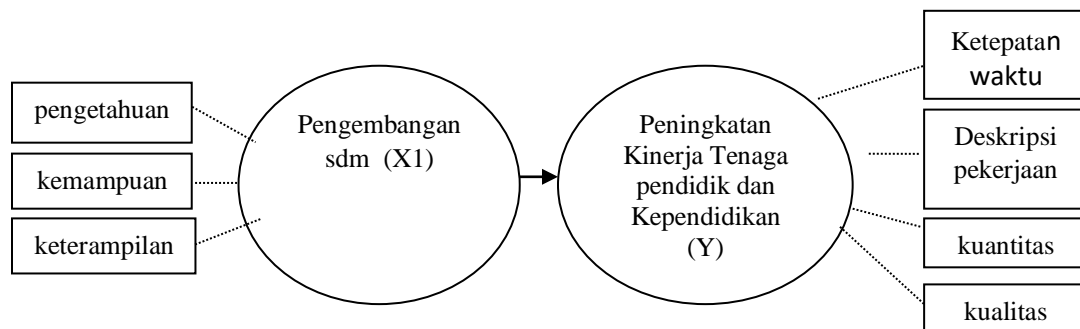 pengetahuan
kemampuan
keterampilan
Pengembangan
sdm (X1)
Peningkatan
Kinerja Tenaga
pendidik dan
Kependidikan
(Y)
Ketepatan
waktu
Deskripsi
pekerjaan
kuantitas
kualitas